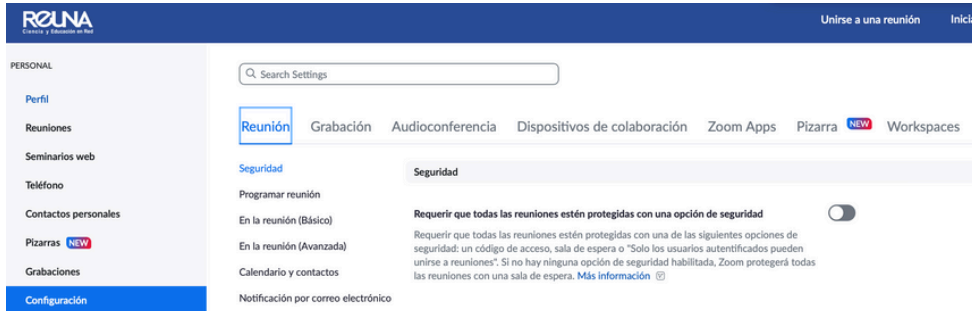 REUNA
Ciencia y Educación en Red
Unirse a una reunión
PERSONAL
Perfil
Reuniones
Seminarios web
Teléfono
Contactos personales
Pizarras NEW
Grabaciones
Configuración
Search Settings
Reunión Grabación Audioconferencia Dispositivos de colaboración Zoom Apps Pizarra NEW Workspaces
Seguridad
Programar reunión
En la reunión (Básico)
En la reunión (Avanzada)
Calendario y contactos
Notificación por correo electrónico
Seguridad
Requerir que todas las reuniones estén protegidas con una opción de seguridad
Requerir que todas las reuniones estén protegidas con una de las siguientes opciones de
seguridad: un código de acceso, sala de espera o "Solo los usuarios autentificados pueden
unirse a reuniones". Si no hay ninguna opción de seguridad habilitada, Zoom protegerá todas
las reuniones con una sala de espera. Más información